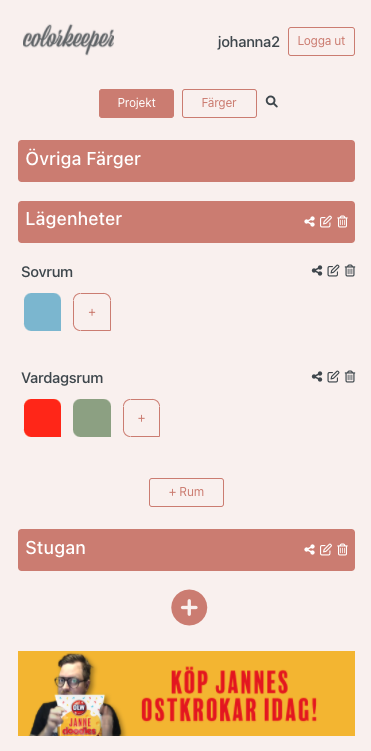 colorkeeper
johanna2
Logga ut
Projekt
Färger
Övriga Färger
Lägenheter
Sovrum
+
Vardagsrum
+
+ Rum
Stugan
+
KÖP JANNES
OSTKROKAR IDAG!
OLW
JANNE
doodles